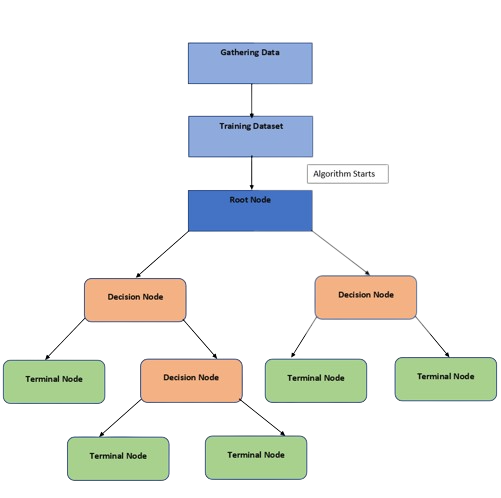 Gathering Data
Training Dataset
Algorithm Starts
Root Node
Decision Node
Decision Node
Terminal Node
Decision Node
Terminal Node
Terminal Node
Terminal Node
Terminal Node